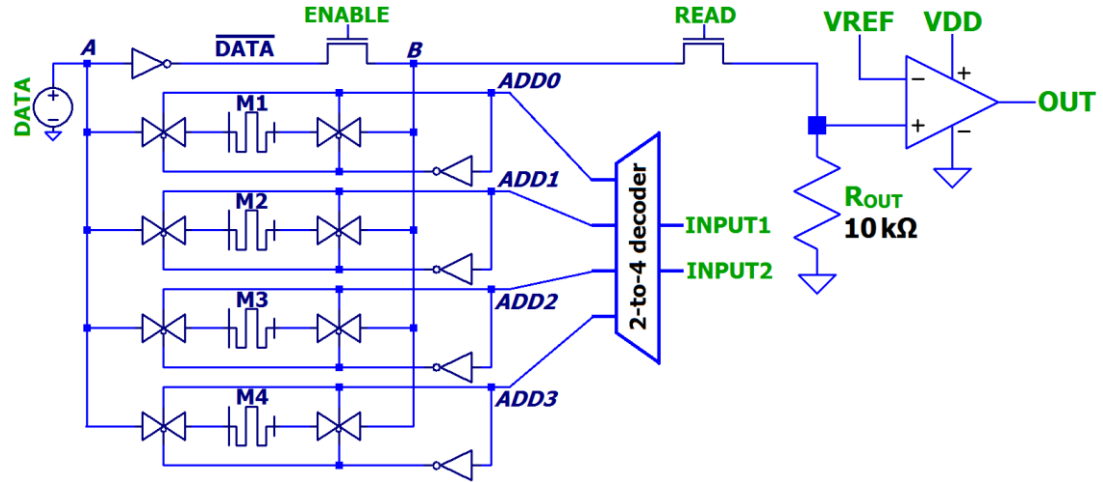 ENABLE
READ
VREF
VDD
A
D̅A̅T̅A̅
B
DATA
+
−
ADD0
M1
−
+
+
−
OUT
ADD1
M2
2-to-4 decoder
INPUT1
INPUT2
ROUT
10 kΩ
M3
ADD2
M4
ADD3